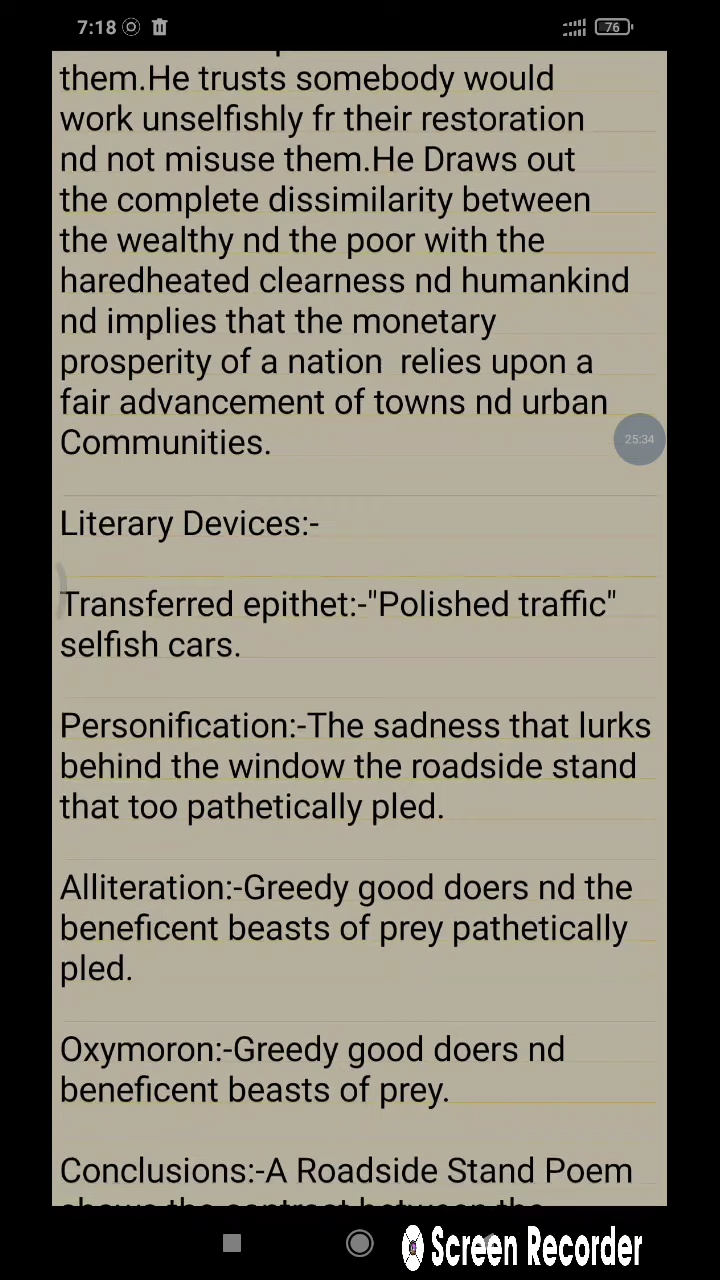 7:18
76
them.He trusts somebody would
work unselfishly fr their restoration
nd not misuse them.He Draws out
the complete dissimilarity between
the wealthy nd the poor with the
haredheated clearness nd humankind
nd implies that the monetary
prosperity of a nation relies upon a
fair advancement of towns nd urban
Communities.
25:34
Literary Devices:-
Transferred epithet:-"Polished traffic"
selfish cars.
Personification:-The sadness that lurks
behind the window the roadside stand
that too pathetically pled.
Alliteration:-Greedy good doers nd the
beneficent beasts of prey pathetically
pled.
Oxymoron:-Greedy good doers nd
beneficent beasts of prey.
Conclusions:-A Roadside Stand Poem
shows the contrast between the
Screen Recorder